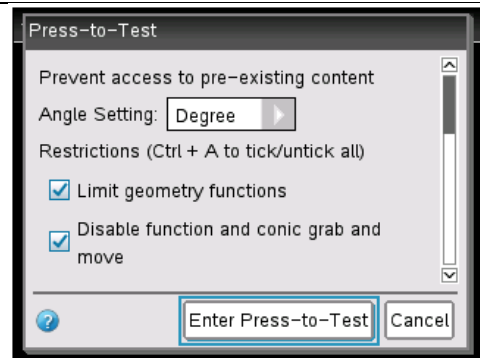 Press-to-Test
Prevent access to pre-existing content
Angle Setting: Degree
Restrictions (Ctrl + A to tick/untick all)
Limit geometry functions
Disable function and conic grab and
move
? Enter Press-to-Test Cancel